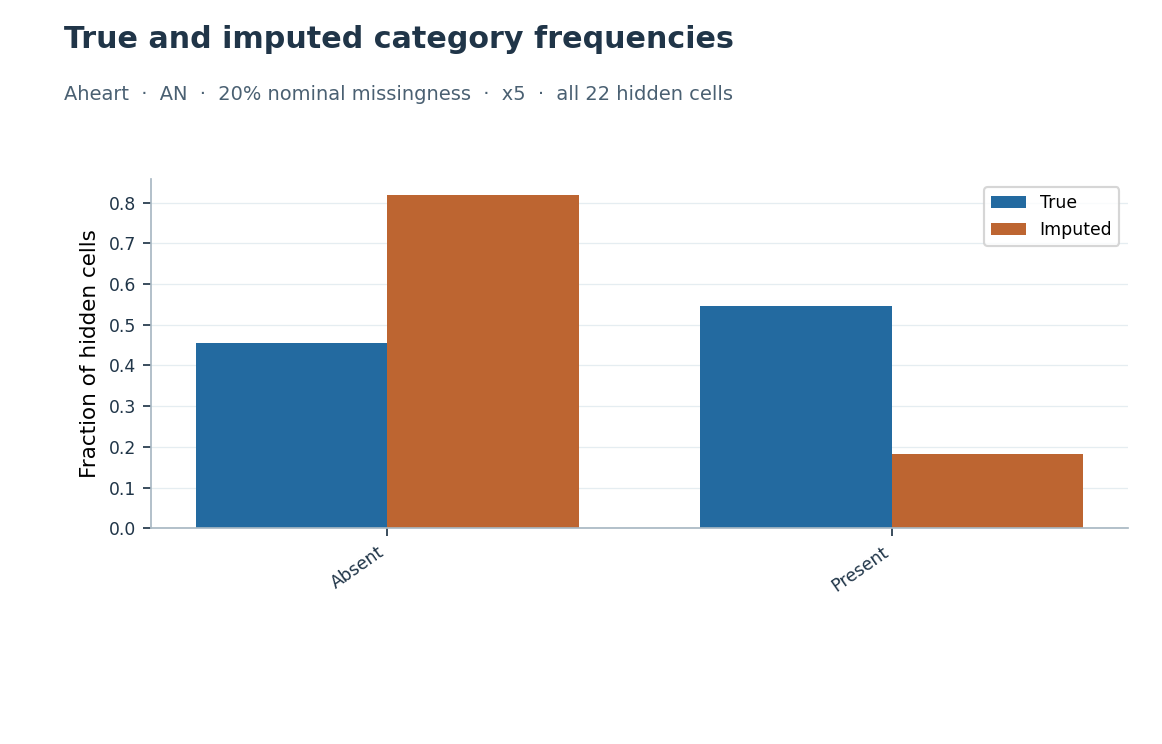 True and imputed category frequencies
Aheart · AN · 20% nominal missingness · x5 · all 22 hidden cells
Fraction of hidden cells
0.8
0.7
0.6
0.5
0.4
0.3
0.2
0.1
0.0
True
Imputed
Absent
Present